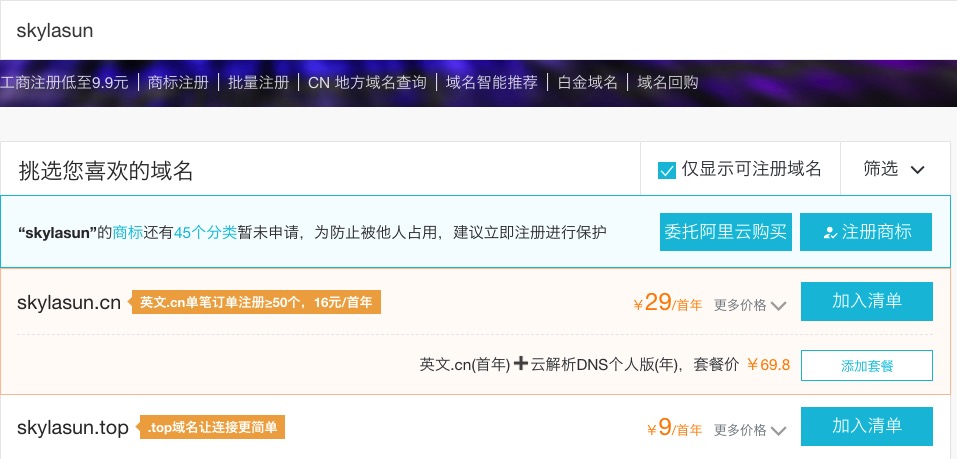 skylasun
工商注册低至9.9元 | 商标注册 | 批量注册 | CN 地方域名查询 | 域名智能推荐 | 白金域名 | 域名回购
挑选您喜欢的域名 仅显示可注册域名 筛选
“skylasun”的商标还有45个分类暂未申请，为防止被他人占用，建议立即注册进行保护 委托阿里云购买 注册商标
skylasun.cn 英文.cn单笔订单注册≥50个，16元/首年 ¥29/首年 更多价格 加入清单
英文.cn(首年)+云解析DNS个人版(年)，套餐价 ¥69.8 添加套餐
skylasun.top .top域名让连接更简单 ¥9/首年 更多价格 加入清单